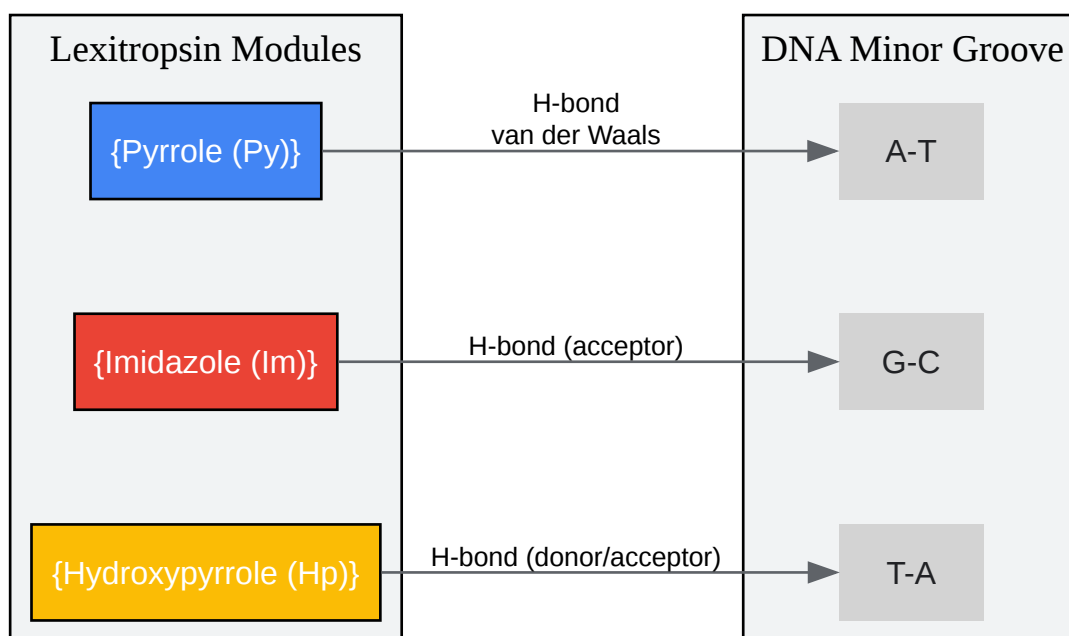 Lexitropsin Modules
DNA Minor Groove
{Pyrrole (Py)}
H-bond
van der Waals
A-T
{Imidazole (Im)}
H-bond (acceptor)
G-C
{Hydroxypyrrole (Hp)}
H-bond (donor/acceptor)
T-A